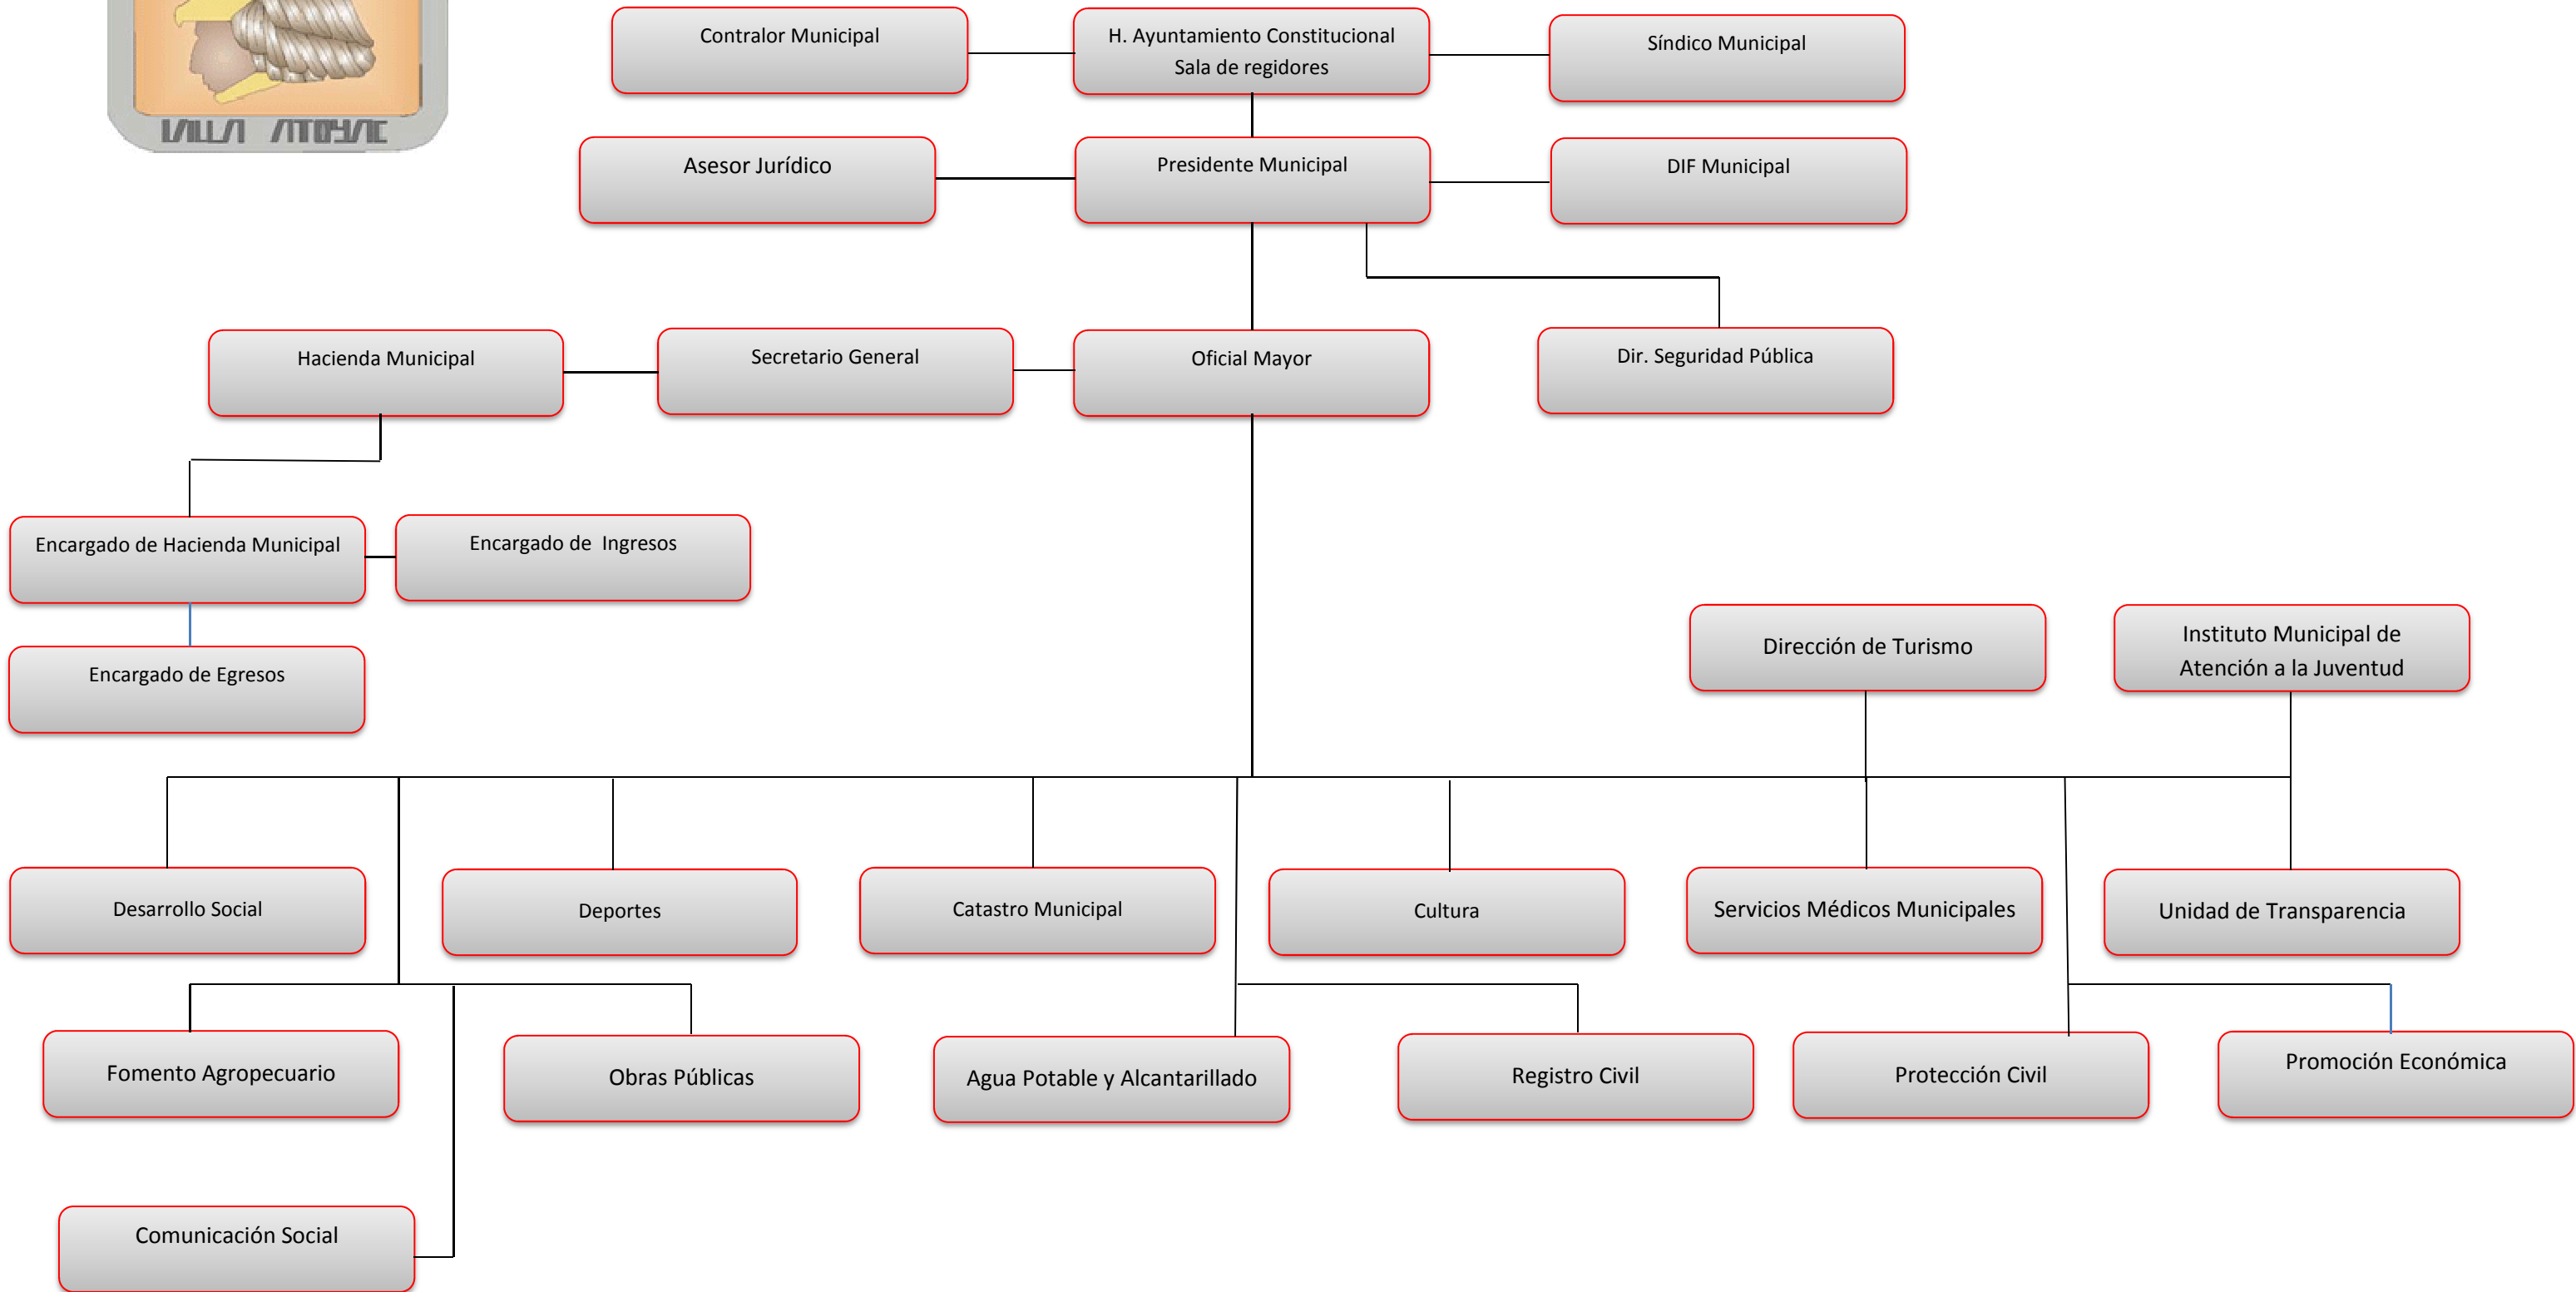 VILLA ATOYAC
Contralor Municipal
H. Ayuntamiento Constitucional
Sala de regidores
Síndico Municipal
Asesor Jurídico
Presidente Municipal
DIF Municipal
Hacienda Municipal
Secretario General
Oficial Mayor
Dir. Seguridad Pública
Encargado de Hacienda Municipal
Encargado de Ingresos
Encargado de Egresos
Dirección de Turismo
Instituto Municipal de
Atención a la Juventud
Desarrollo Social
Deportes
Catastro Municipal
Cultura
Servicios Médicos Municipales
Unidad de Transparencia
Fomento Agropecuario
Obras Públicas
Agua Potable y Alcantarillado
Registro Civil
Protección Civil
Promoción Económica
Comunicación Social